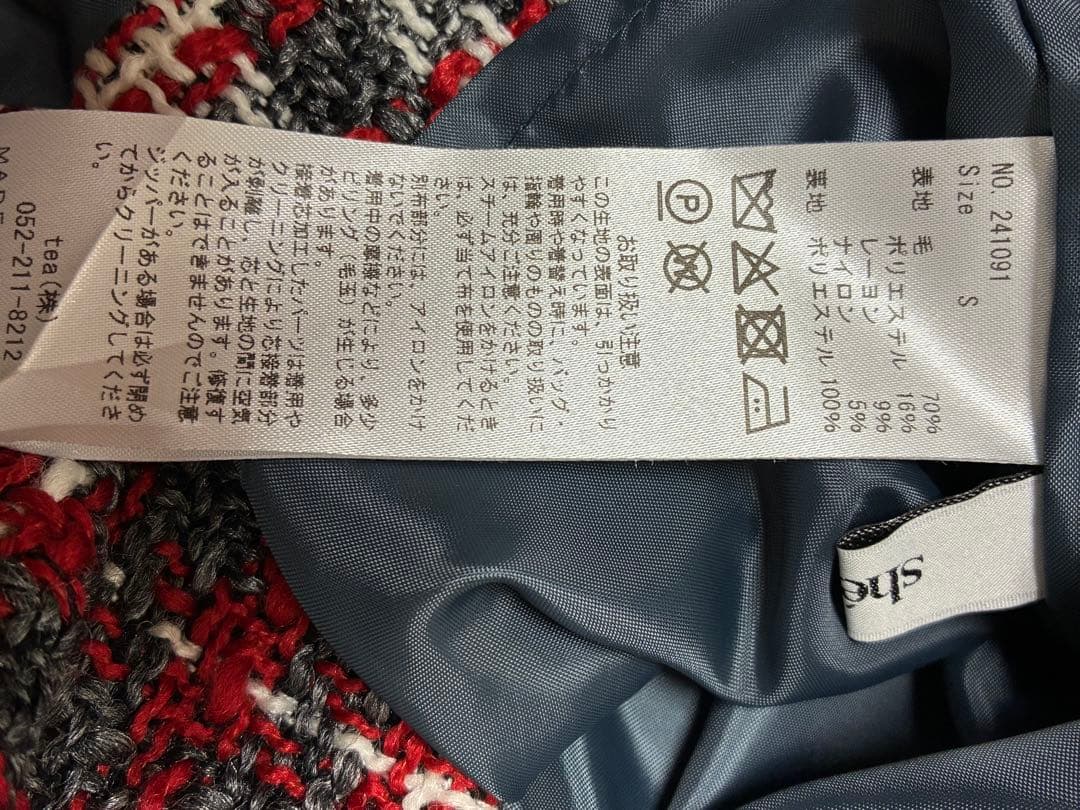 NO. 241091
Size S
表地 毛 70%
ポリエステル 16%
レーヨン 9%
ナイロン 5%
裏地 ポリエステル 100%
P
お取り扱い注意
この生地の表面は、引っかかり
やすくなっています。
着用時や着替え時に、バッグ・
指輪や周りのものの取り扱いに
は、充分ご注意ください。
スチームアイロンをかけるとき
は、必ず当て布を使用してくだ
さい。
別布部分には、アイロンをかけ
ないでください。
着用中の摩擦などにより、多少
ピリング(毛玉)が生じる場合
があります。
接着芯加工したパーツは着用や
クリーニングにより芯接着部分
が剥離し、芯と生地の間に空気
が入ることがあります。修復す
ることはできませんのでご注意
ください。
ジッパーがある場合は必ず閉め
てからクリーニングしてくださ
い。
tea(株)
052-211-8212
MADE
she